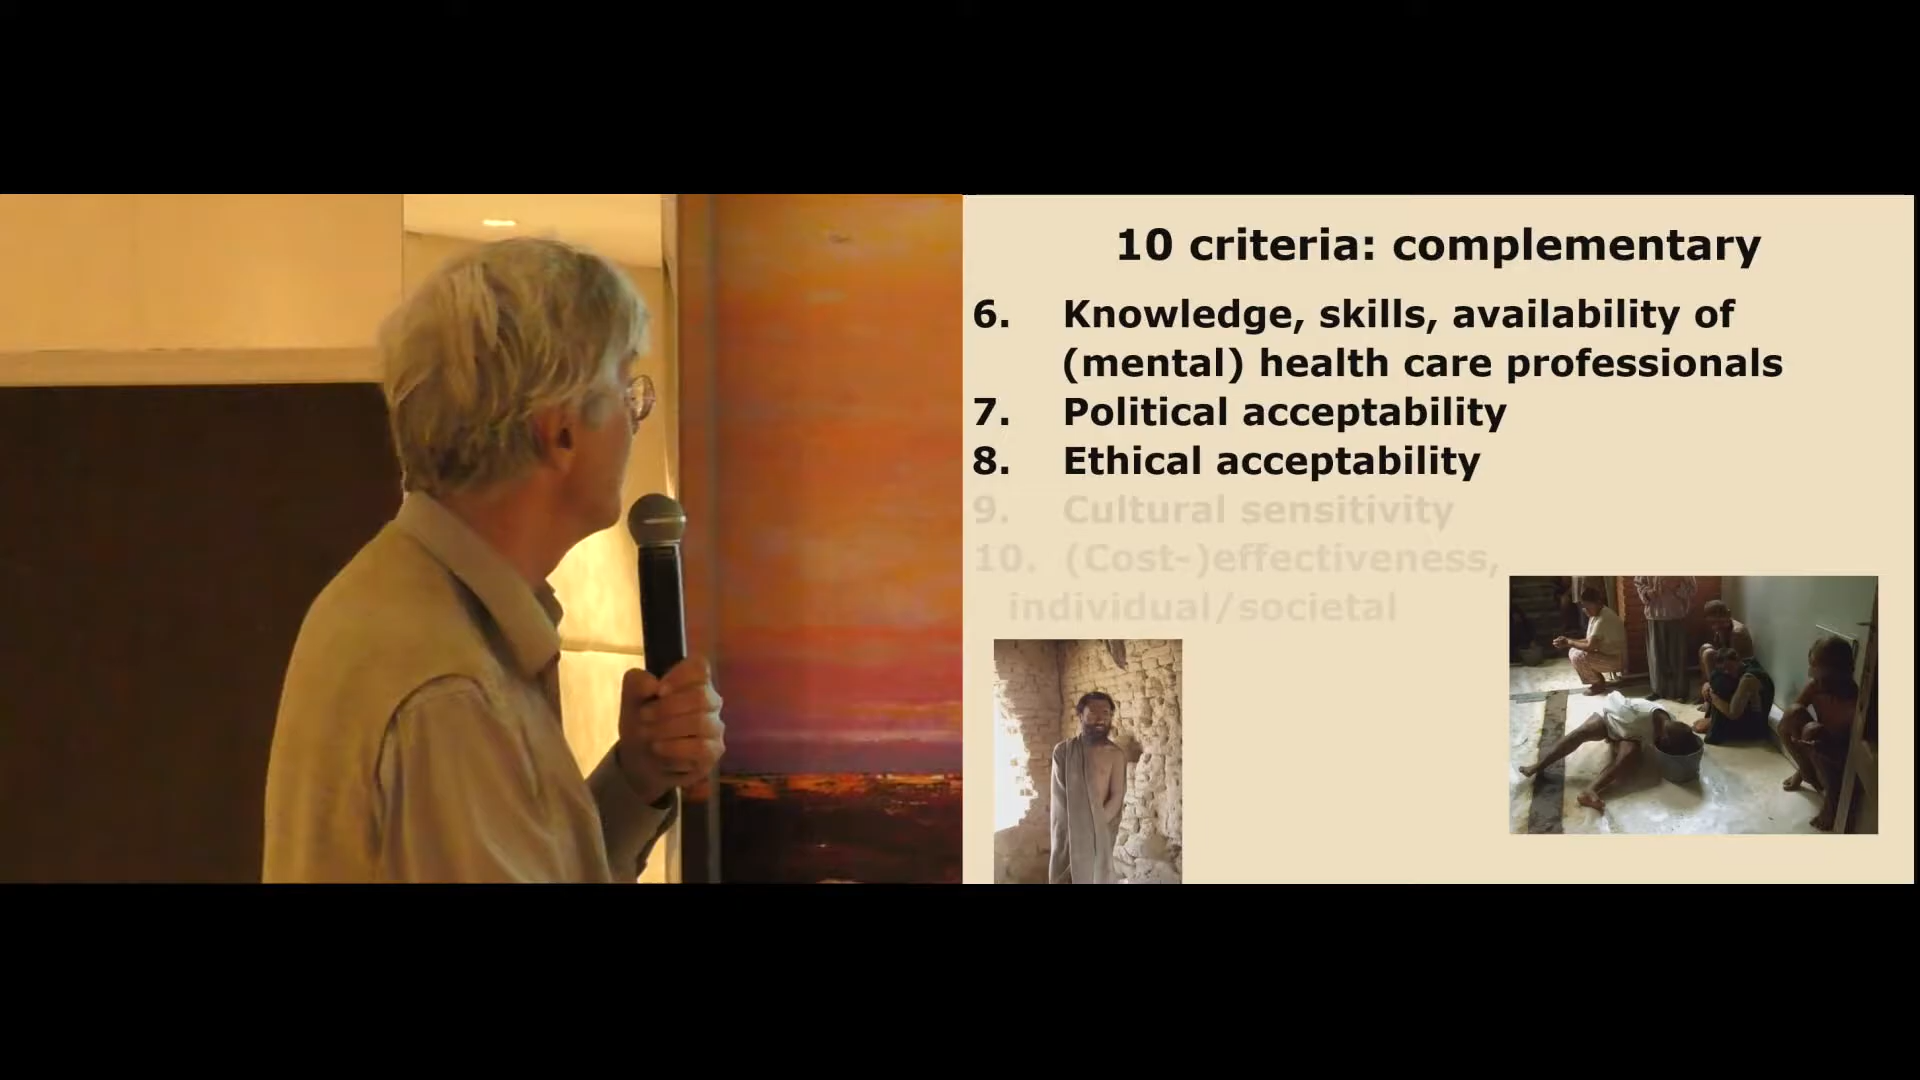 10 criteria: complementary
6. Knowledge, skills, availability of
(mental) health care professionals
7. Political acceptability
8. Ethical acceptability
9. Cultural sensitivity
10. (Cost-)effectiveness,
individual/societal